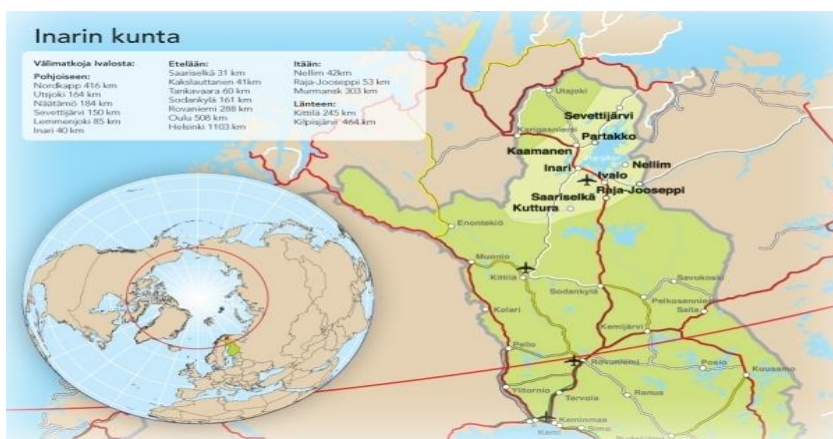 Inarin kunta
Välimatkoja Ivalosta:
Pohjoiseen:
Nordkapp 416 km
Utsjoki 164 km
Näätämö 184 km
Sevettijärvi 150 km
Lemmenjoki 85 km
Inari 40 km
Etelään:
Saariselkä 31 km
Kakslauttanen 41km
Tankavaara 60 km
Sodankylä 161 km
Rovaniemi 288 km
Oulu 508 km
Helsinki 1103 km
Itään:
Nellim 42km
Raja-Jooseppi 53 km
Murmansk 303 km
Länteen:
Kittilä 245 km
Kilpisjärvi 464 km
Utsjoki
Sevettijärvi
Karigasniemi
Partakko
Kaamanen
Nellim
Inari
Ivalo
Raja-Jooseppi
Saariselkä
Kuttura
Enontekiö
Muonio
Kittilä
Savukoski
Sodankylä
Pelkosenniemi
Salla
Kolari
Kemijärvi
Pello
Rovaniemi
Posio
Kuusamo
Ylitornio
Tervola
Ranua
Keminmaa
Kemi
Simo